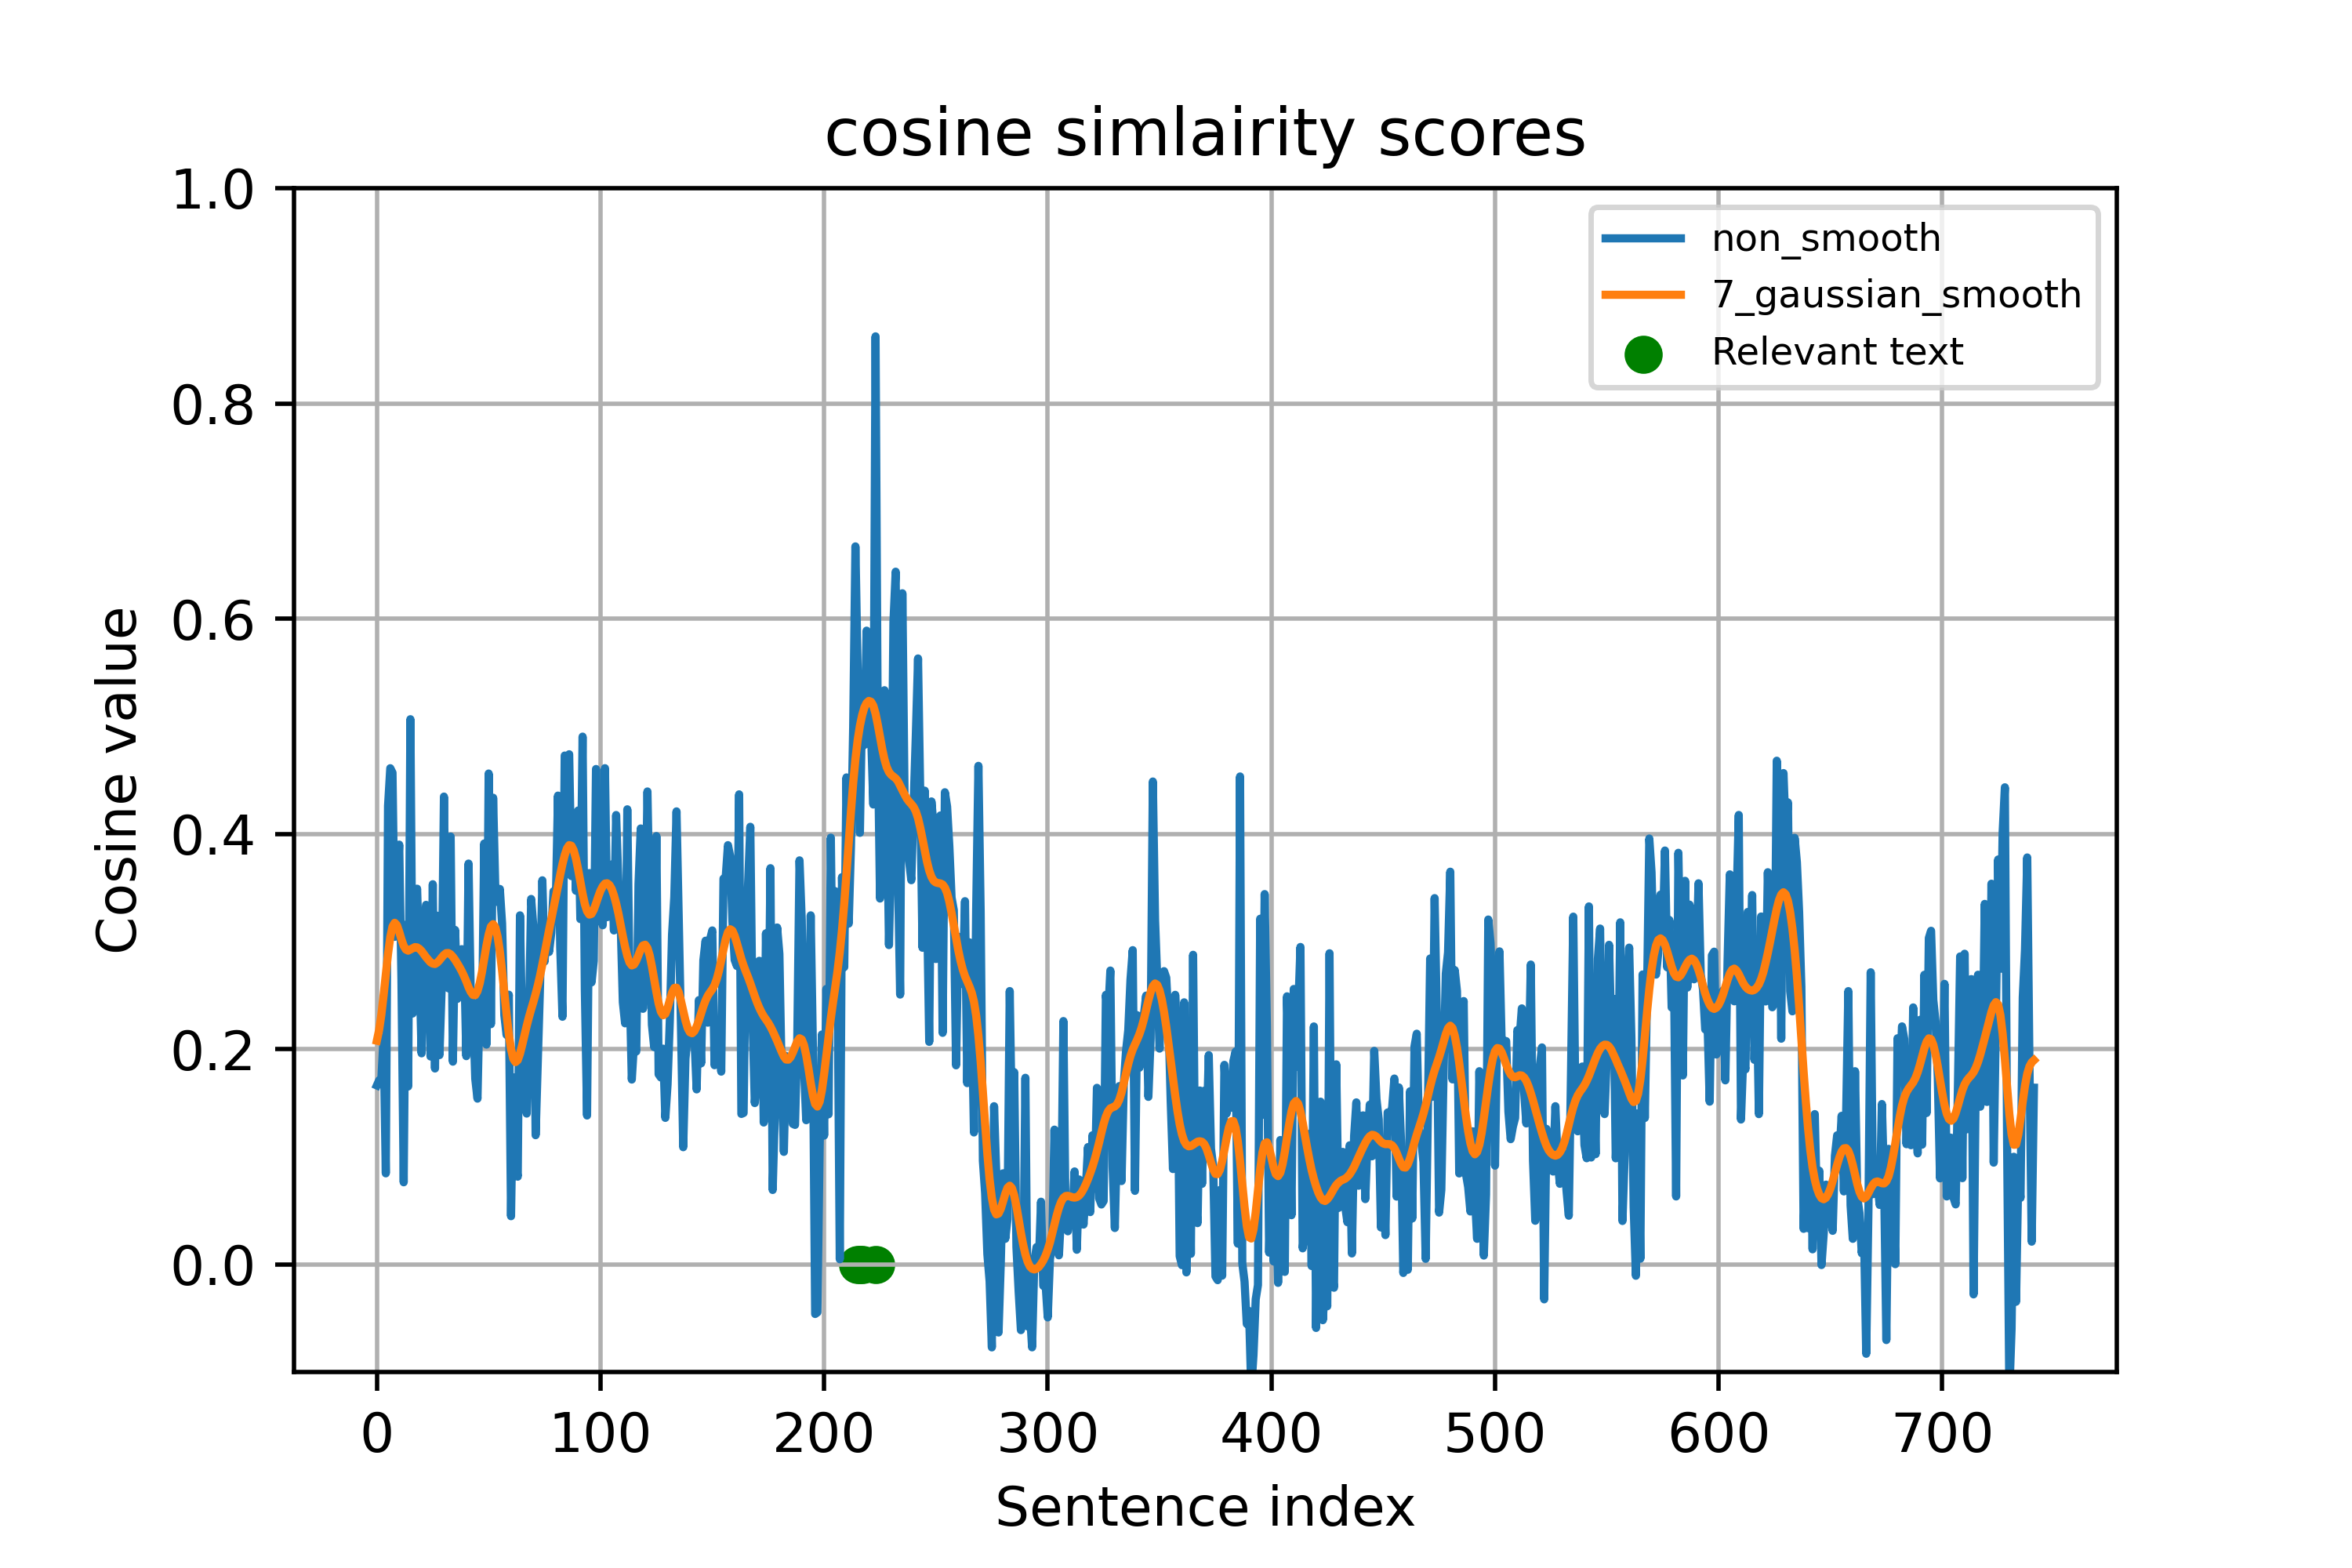 cosine simlairity scores
1.0
0.8
0.6
0.4
0.2
0.0
Cosine value
non_smooth
7_gaussian_smooth
Relevant text
0 100 200 300 400 500 600 700
Sentence index